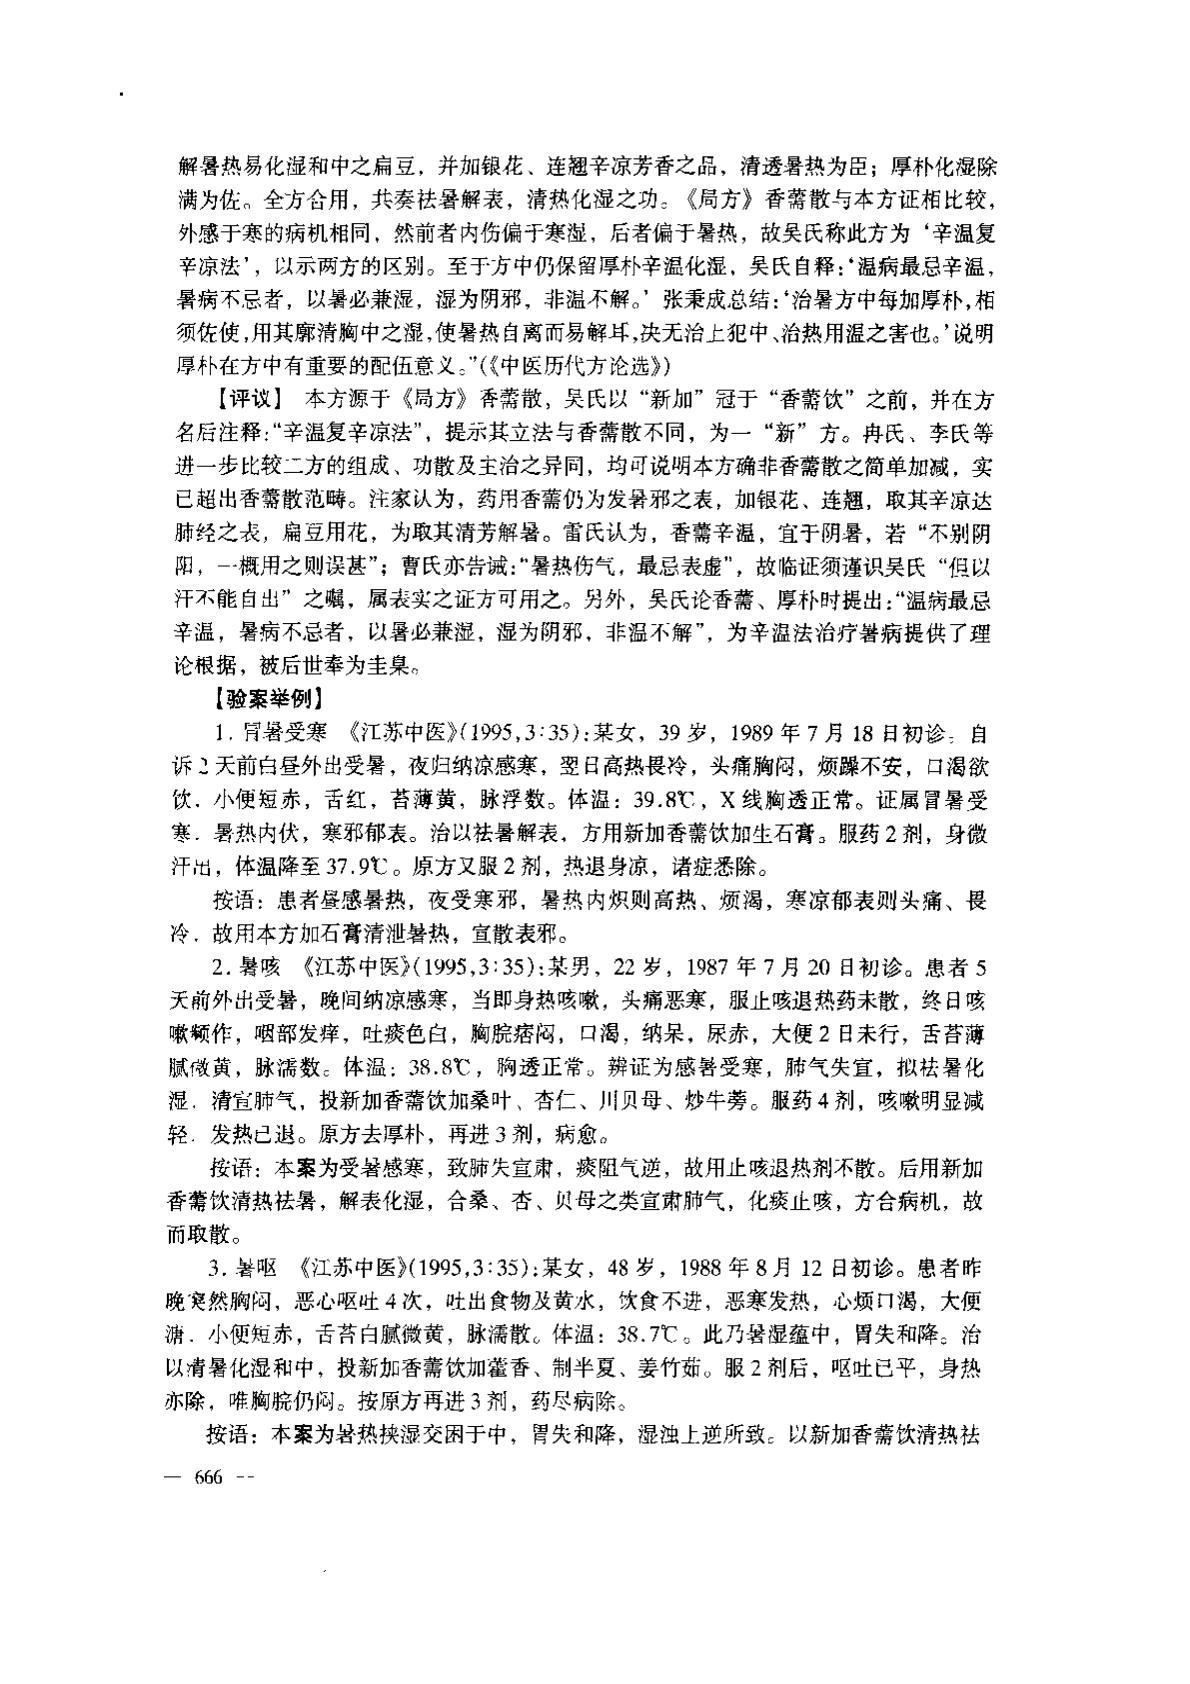 解暑热易化湿和中之扁豆，并加银花、连翘辛凉芳香之品，清透暑热为臣；厚朴化湿除
满为佐。全方合用，共奏祛暑解表，清热化湿之功。《局方》香薷散与本方证相比较，
外感于寒的病机相同，然前者内伤偏于寒湿，后者偏于暑热，故吴氏称此方为‘辛温复
辛凉法’，以示两方的区别。至于方中仍保留厚朴辛温化湿，吴氏自释：‘温病最忌辛温，
暑病不忌者，以暑必兼湿，湿为阴邪，非温不解。’张秉成总结：‘治暑方中每加厚朴，相
须佐使，用其廓清胸中之湿，使暑热自离而易解耳，决无治上犯中、治热用温之害也。’说明
厚朴在方中有重要的配伍意义。”（《中医历代方论选》）
【评议】 本方源于《局方》香薷散，吴氏以“新加”冠于“香薷饮”之前，并在方
名后注释：“辛温复辛凉法”，提示其立法与香薷散不同，为一“新”方。冉氏、李氏等
进一步比较二方的组成、功散及主治之异同，均可说明本方确非香薷散之简单加减，实
已超出香薷散范畴。注家认为，药用香薷仍为发暑邪之表，加银花、连翘，取其辛凉达
肺经之表，扁豆用花，为取其清芳解暑。雷氏认为，香薷辛温，宜于阴暑，若“不别阴
阳，一概用之则误甚”；曹氏亦告诫：“暑热伤气，最忌表虚”，故临证须谨识吴氏“但以
汗不能自出”之嘱，属表实之证方可用之。另外，吴氏论香薷、厚朴时提出：“温病最忌
辛温，暑病不忌者，以暑必兼湿，湿为阴邪，非温不解”，为辛温法治疗暑病提供了理
论根据，被后世奉为圭臬。
【验案举例】
1. 冒暑受寒 《江苏中医》（1995,3:35）：某女，39 岁，1989 年 7 月 18 日初诊。自
诉 2 天前白昼外出受暑，夜归纳凉感寒，翌日高热畏冷，头痛胸闷，烦躁不安，口渴欲
饮．小便短赤，舌红，苔薄黄，脉浮数。体温：39.8℃，X 线胸透正常。证属冒暑受
寒．暑热内伏，寒邪郁表。治以祛暑解表，方用新加香薷饮加生石膏。服药 2 剂，身微
汗出，体温降至 37.9℃。原方又服 2 剂，热退身凉，诸症悉除。
按语：患者昼感暑热，夜受寒邪，暑热内炽则高热、烦渴，寒凉郁表则头痛、畏
冷．故用本方加石膏清泄暑热，宣散表邪。
2. 暑咳 《江苏中医》（1995,3:35）：某男，22 岁，1987 年 7 月 20 日初诊。患者 5
天前外出受暑，晚间纳凉感寒，当即身热咳嗽，头痛恶寒，服止咳退热药未散，终日咳
嗽频作，咽部发痒，吐痰色白，胸脘痞闷，口渴，纳呆，尿赤，大便 2 日未行，舌苔薄
腻微黄，脉濡数。体温：38.8℃，胸透正常。辨证为感暑受寒，肺气失宣，拟祛暑化
湿．清宣肺气，投新加香薷饮加桑叶、杏仁、川贝母、炒牛蒡。服药 4 剂，咳嗽明显减
轻．发热已退。原方去厚朴，再进 3 剂，病愈。
按语：本案为受暑感寒，致肺失宣肃，痰阻气逆，故用止咳退热剂不散。后用新加
香薷饮清热祛暑，解表化湿，合桑、杏、贝母之类宣肃肺气，化痰止咳，方合病机，故
而取散。
3. 暑呕 《江苏中医》（1995,3:35）：某女，48 岁，1988 年 8 月 12 日初诊。患者昨
晚突然胸闷，恶心呕吐 4 次，吐出食物及黄水，饮食不进，恶寒发热，心烦口渴，大便
溏．小便短赤，舌苔白腻微黄，脉濡散。体温：38.7℃。此乃暑湿蕴中，胃失和降。治
以清暑化湿和中，投新加香薷饮加藿香、制半夏、姜竹茹。服 2 剂后，呕吐已平，身热
亦除，唯胸脘仍闷。按原方再进 3 剂，药尽病除。
按语：本案为暑热挟湿交困于中，胃失和降，湿浊上逆所致。以新加香薷饮清热祛
— 666 --